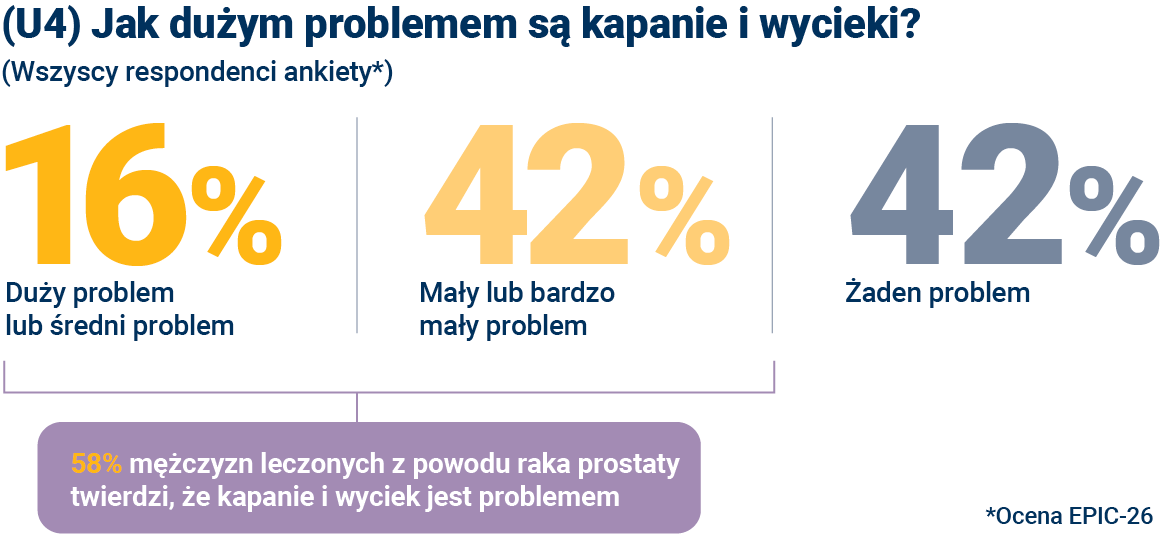 (U4) Jak dużym problemem są kapanie i wycieki?
(Wszyscy respondenci ankiety*)
16%
Duży problem
lub średni problem
42%
Mały lub bardzo
mały problem
42%
Żaden problem
58% mężczyzn leczonych z powodu raka prostaty
twierdzi, że kapanie i wyciek jest problemem
*Ocena EPIC-26